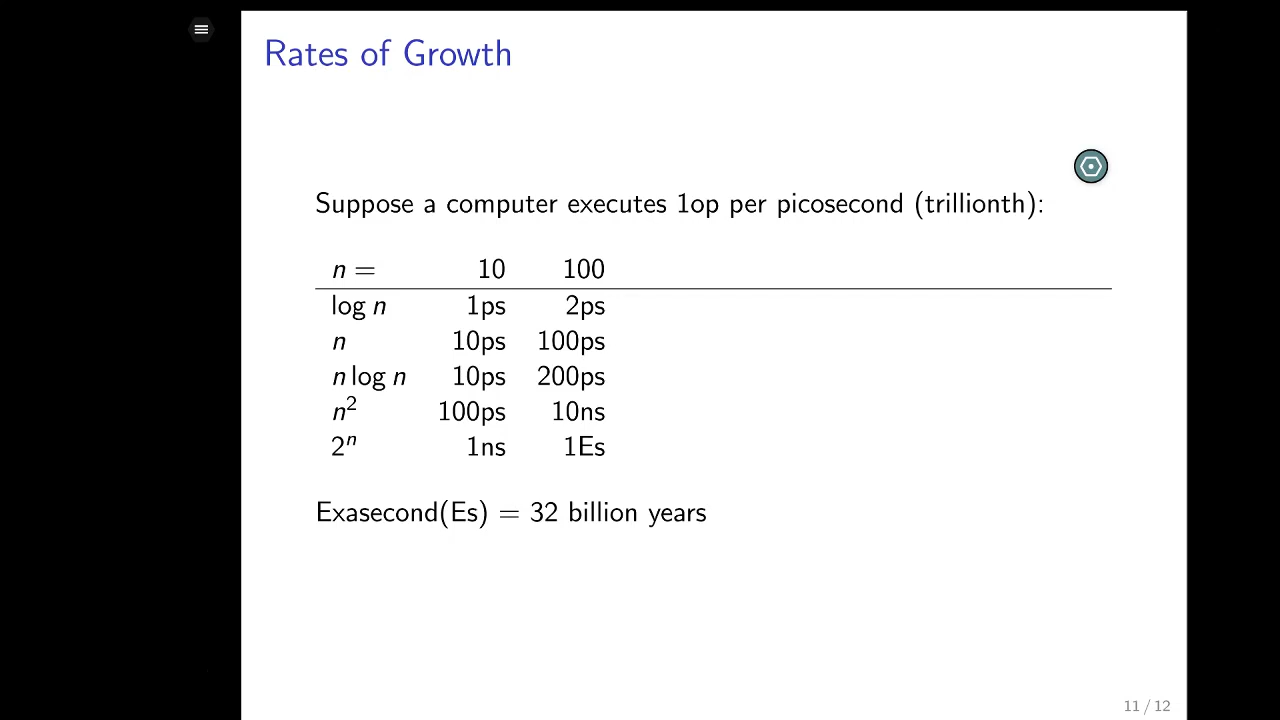 Rates of Growth
Suppose a computer executes 1op per picosecond (trillionth):
n = 10 100
log n 1ps 2ps
n 10ps 100ps
n log n 10ps 200ps
n² 100ps 10ns
2ⁿ 1ns 1Es
Exasecond(Es) = 32 billion years
11 / 12